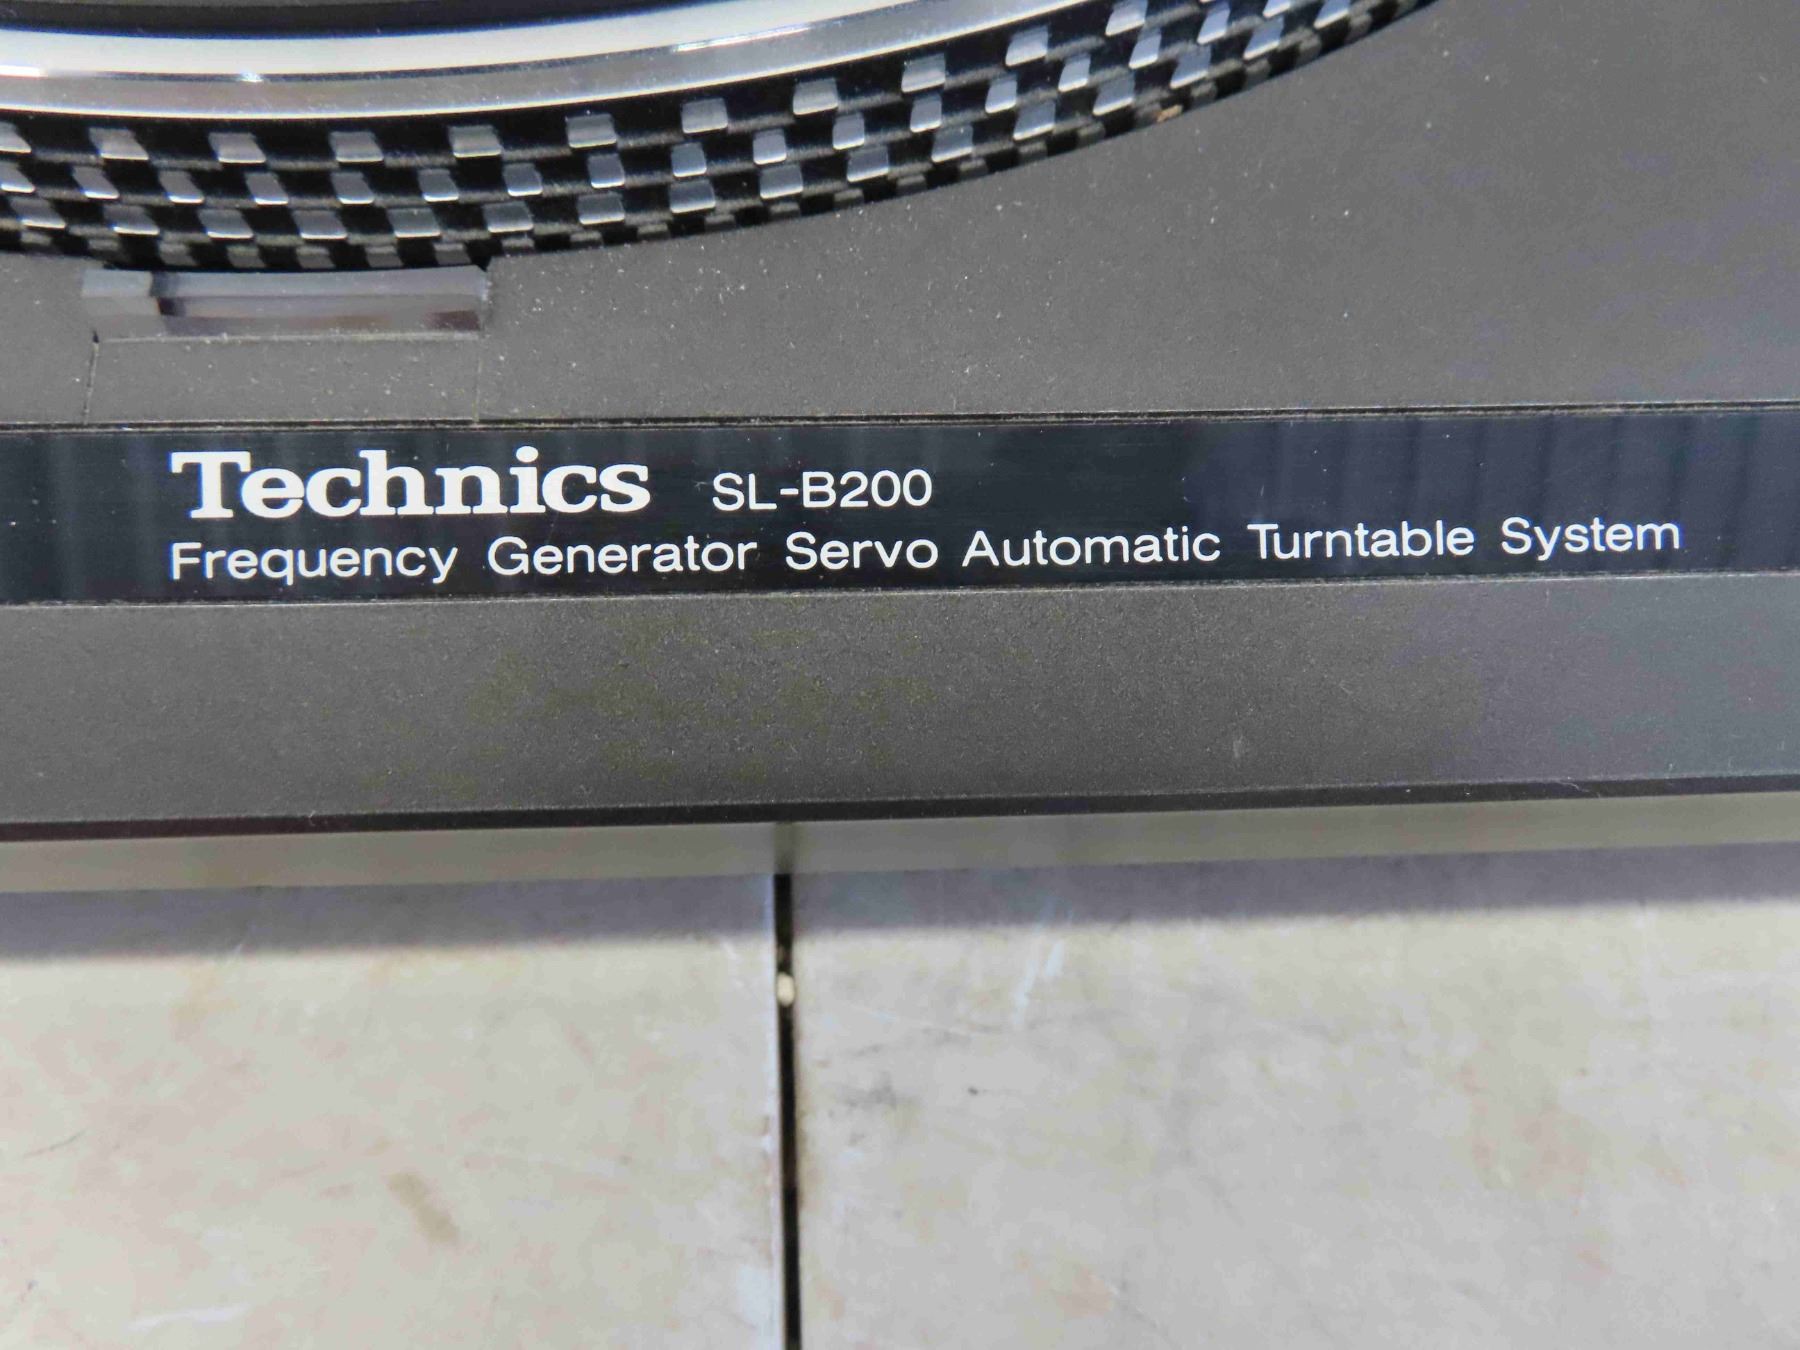 Technics SL-B200
Frequency Generator Servo Automatic Turntable System